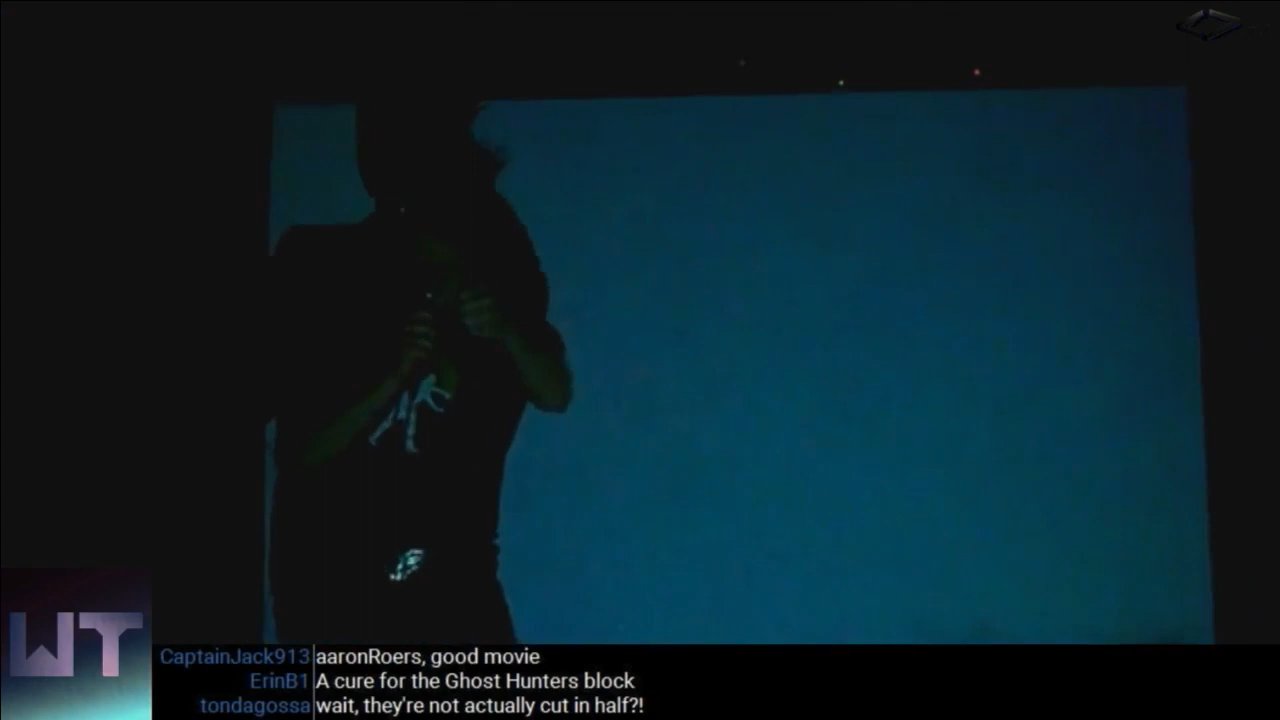 WT
CaptainJack913 aaronRoers, good movie
ErinB1 A cure for the Ghost Hunters block
tondagossa wait, they're not actually cut in half?!